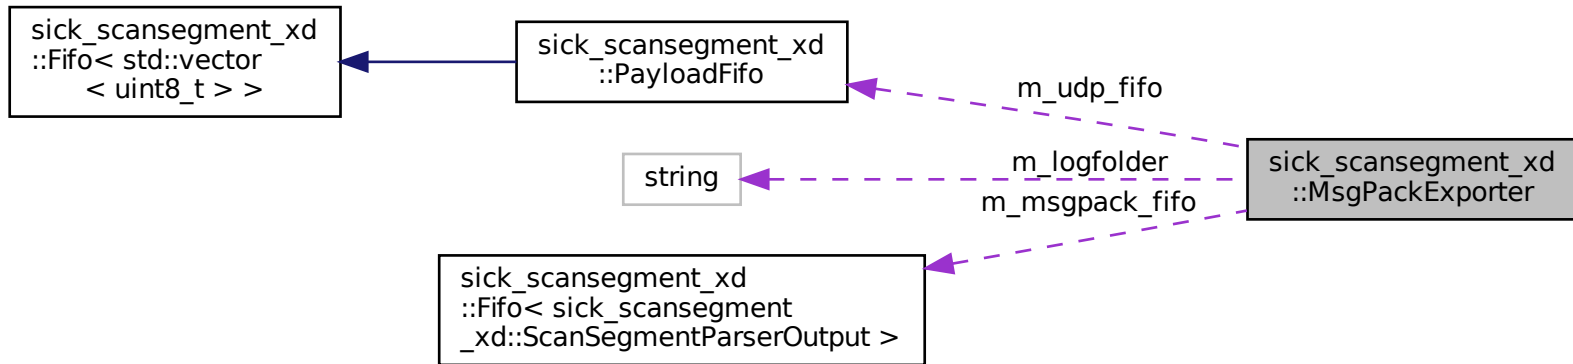 sick_scansegment_xd
::Fifo< std::vector
< uint8_t > >
sick_scansegment_xd
::PayloadFifo
m_udp_fifo
string
m_logfolder
m_msgpack_fifo
sick_scansegment_xd
::MsgPackExporter
sick_scansegment_xd
::Fifo< sick_scansegment
_xd::ScanSegmentParserOutput >